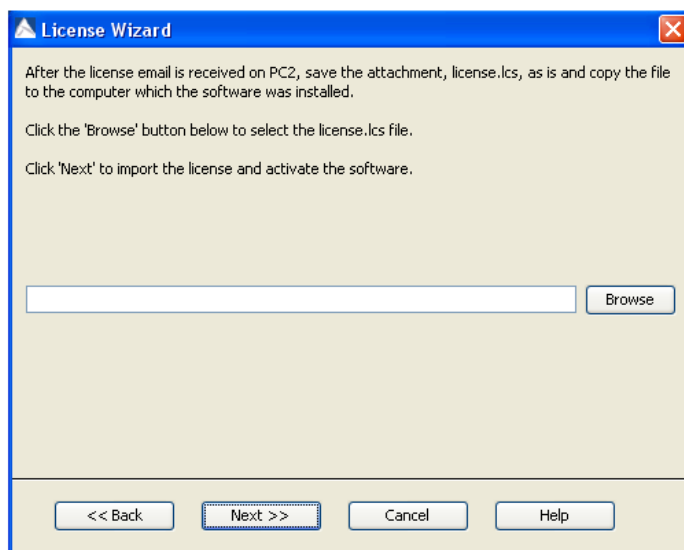 License Wizard
After the license email is received on PC2, save the attachment, license.lcs, as is and copy the file
to the computer which the software was installed.
Click the 'Browse' button below to select the license.lcs file.
Click 'Next' to import the license and activate the software.
Browse
<< Back
Next >>
Cancel
Help